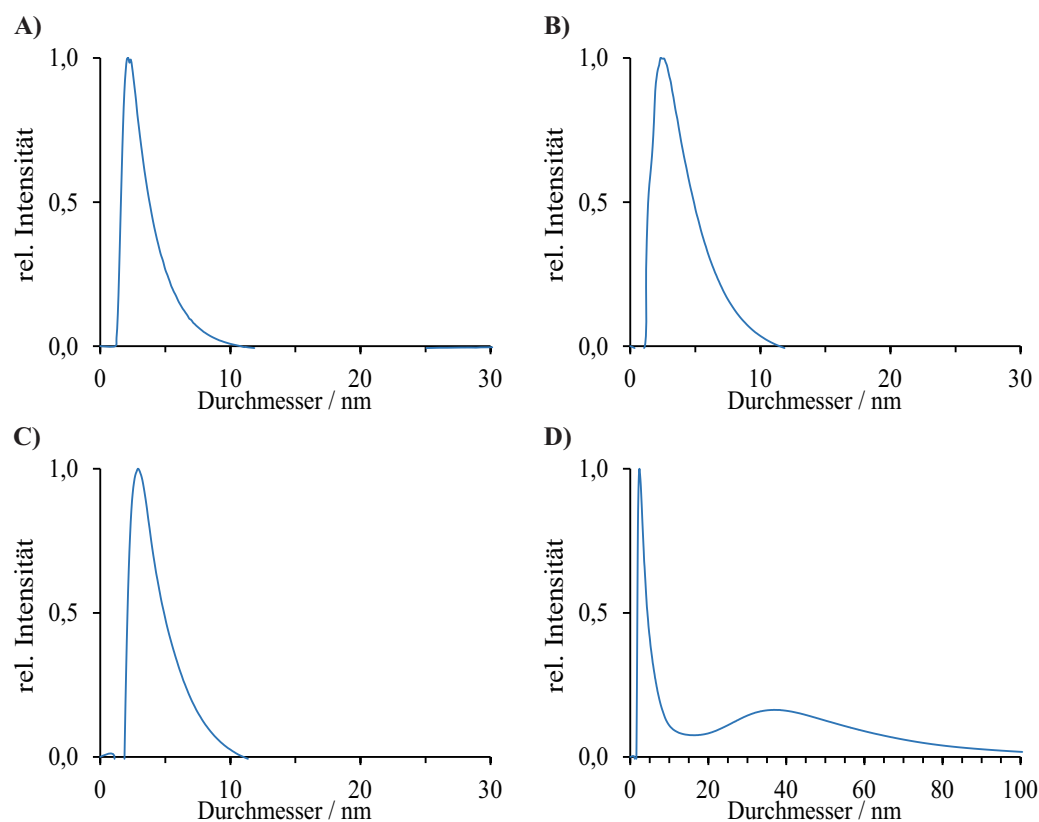 A)
1,0
0,5
0,0
rel. Intensität
0 10 20 30
Durchmesser / nm
B)
1,0
0,5
0,0
rel. Intensität
0 10 20 30
Durchmesser / nm
C)
1,0
0,5
0,0
rel. Intensität
0 10 20 30
Durchmesser / nm
D)
1,0
0,5
0,0
rel. Intensität
0 20 40 60 80 100
Durchmesser / nm